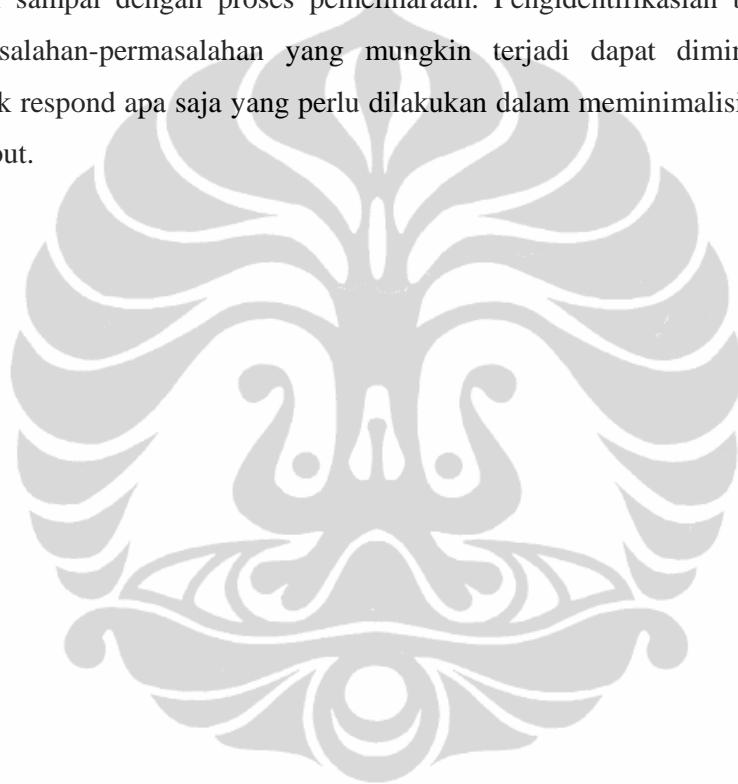 sampai dengan proses pemeliharaan. Pengidentifikasian
yang mungkin terjadi dapat
respond apa saja yang perlu dilakukan dalam